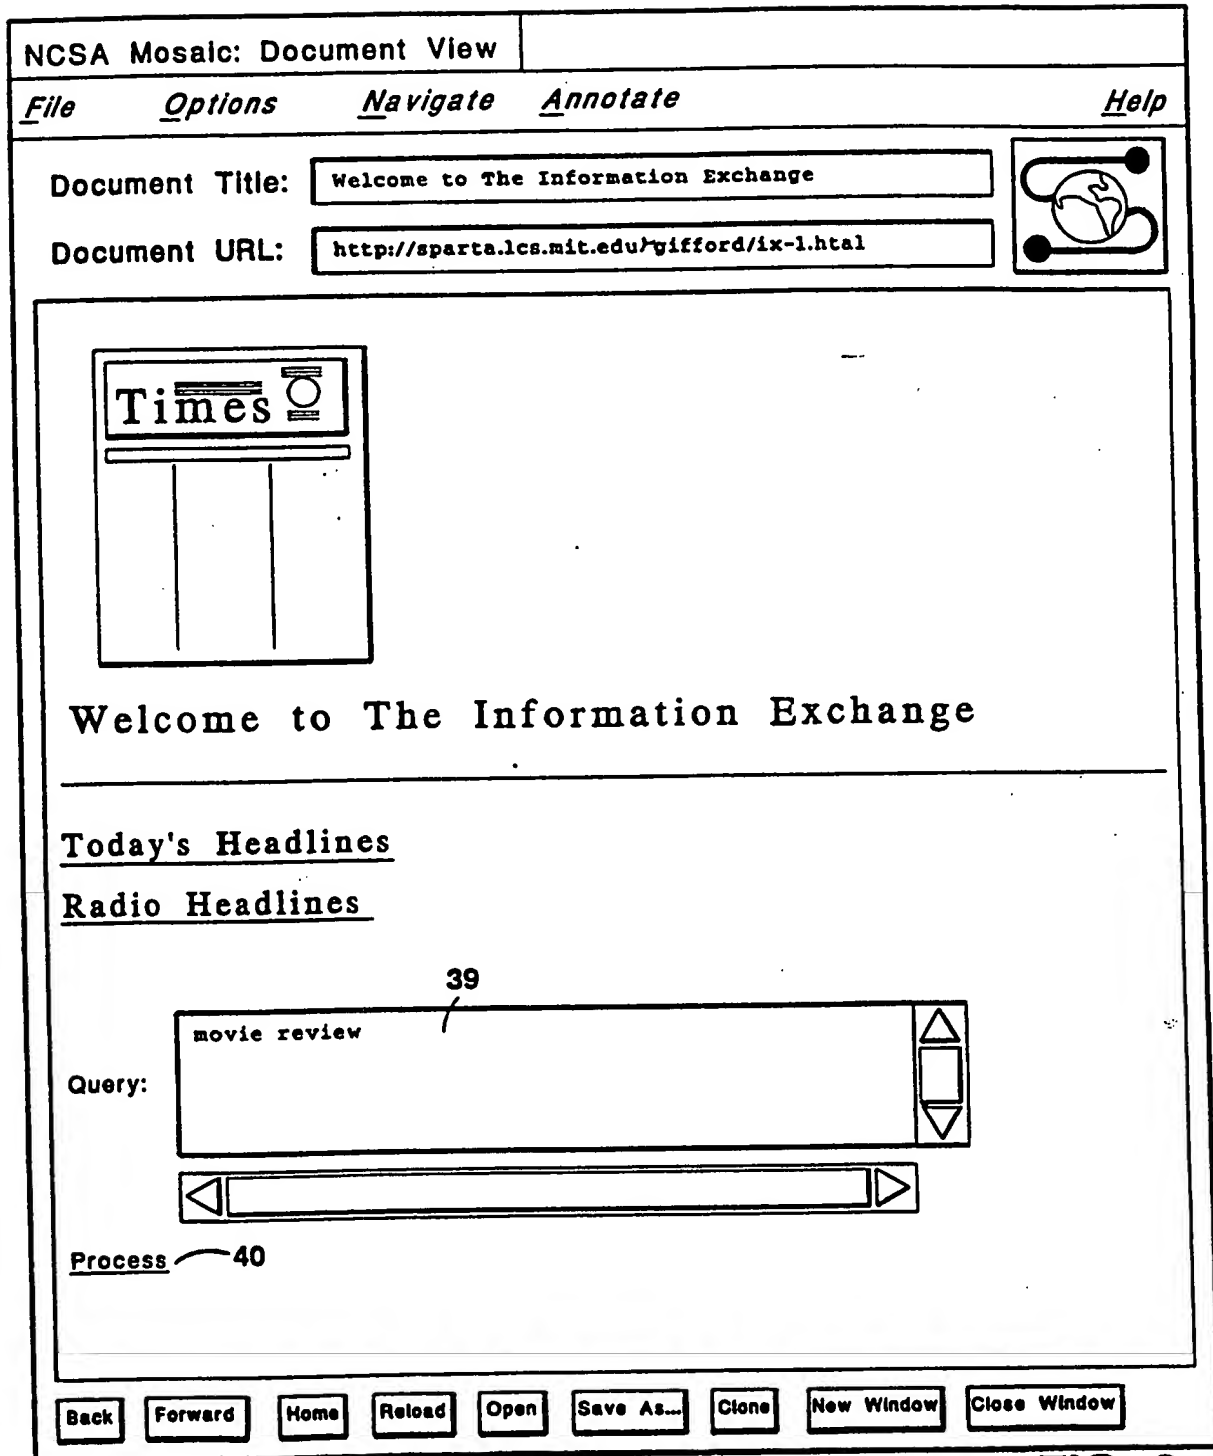 NCSA Mosaic: Document View
File Options Navigate Annotate Help
Document Title: Welcome to The Information Exchange
Document URL: http://sparta.lcs.mit.edu/~gifford/ix-1.htal
Times
Welcome to The Information Exchange
Today's Headlines
Radio Headlines
39
movie review
Query:
Process 40
Back Forward Home Reload Open Save As... Clone New Window Close Window